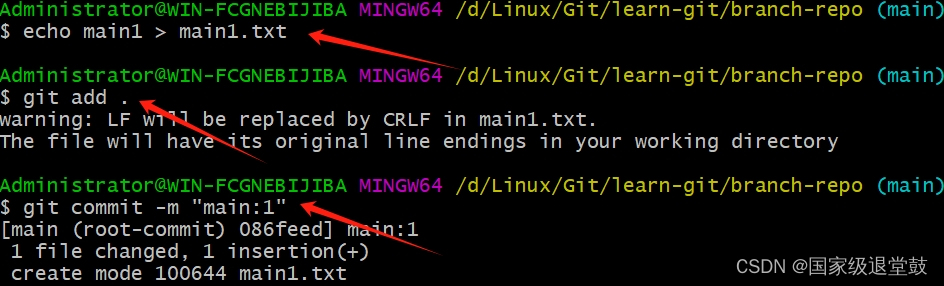 Administrator@WIN-FCGNEBIJIBA MINGW64 /d/Linux/Git/learn-git/branch-repo (main)
$ echo main1 > main1.txt
Administrator@WIN-FCGNEBIJIBA MINGW64 /d/Linux/Git/learn-git/branch-repo (main)
$ git add .
warning: LF will be replaced by CRLF in main1.txt.
The file will have its original line endings in your working directory
Administrator@WIN-FCGNEBIJIBA MINGW64 /d/Linux/Git/learn-git/branch-repo (main)
$ git commit -m "main:1"
[main (root-commit) 086feed] main:1
 1 file changed, 1 insertion(+)
 create mode 100644 main1.txt
CSDN @国家级退堂鼓